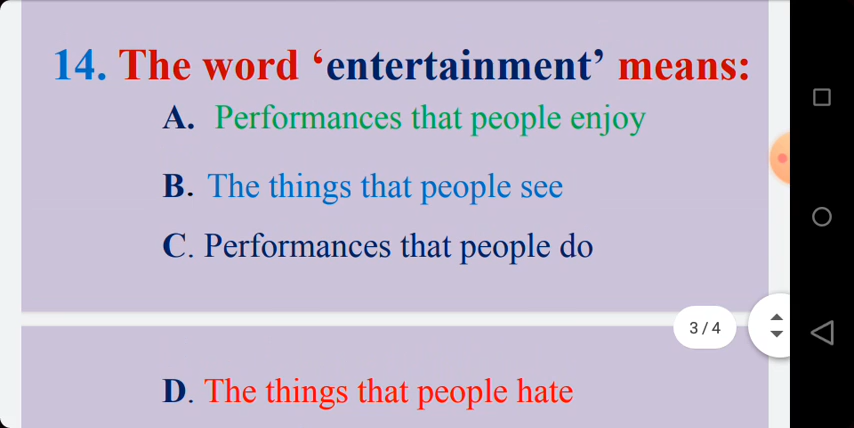 14. The word ‘entertainment’ means:
A. Performances that people enjoy
B. The things that people see
C. Performances that people do
3 / 4
D. The things that people hate